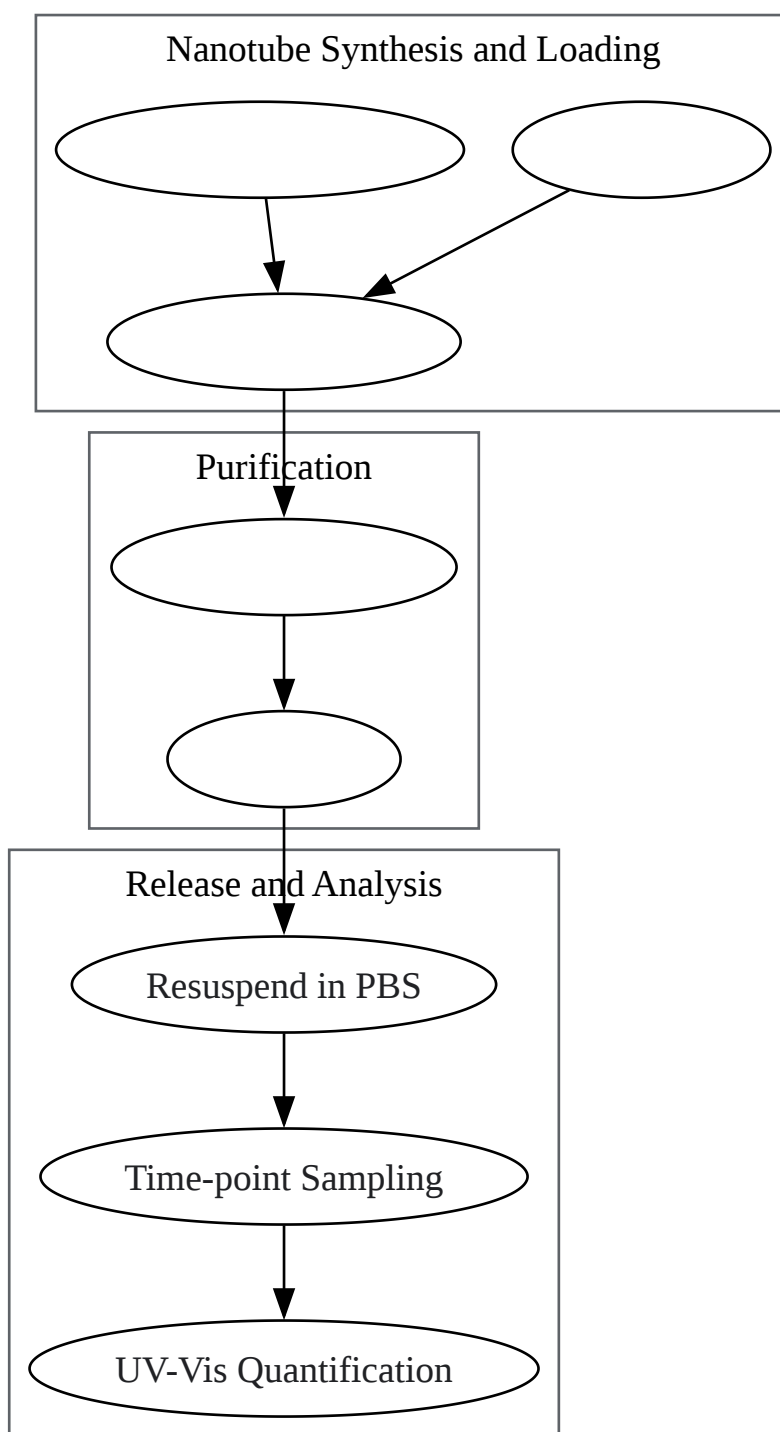 Nanotube Synthesis and Loading
Purification
Release and Analysis
Resuspend in PBS
Time-point Sampling
UV-Vis Quantification